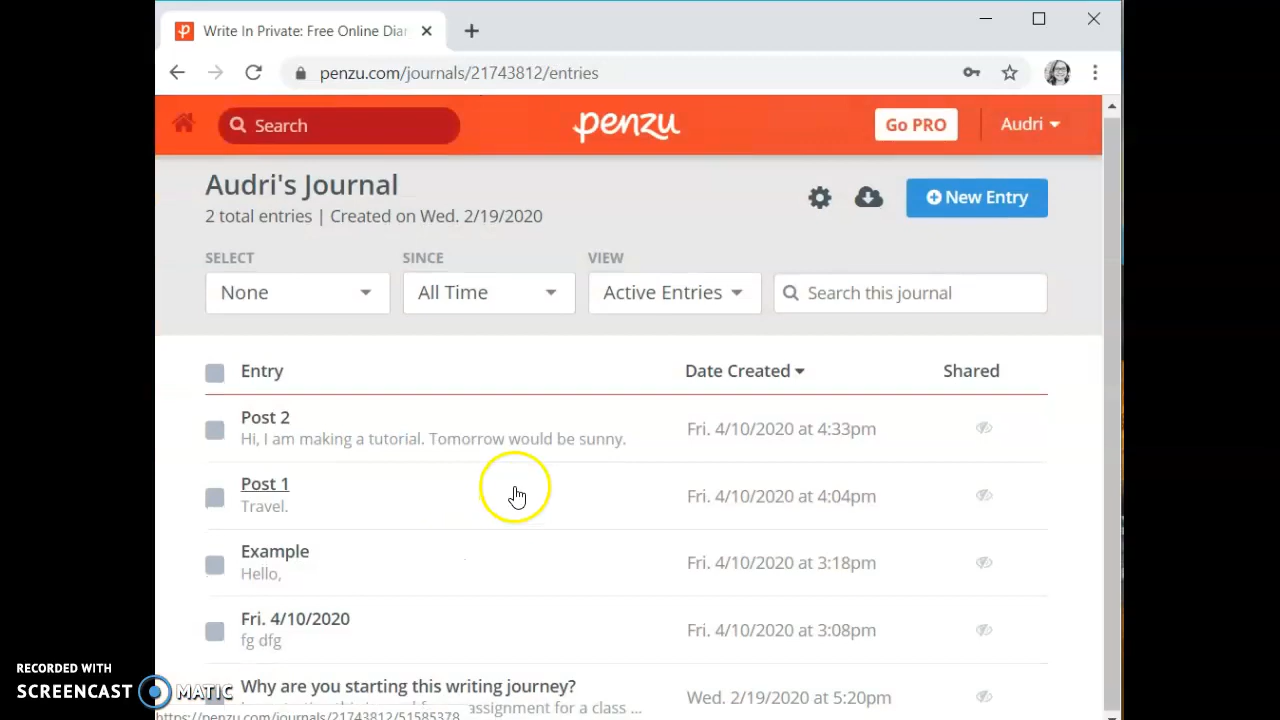 Write In Private: Free Online Diar
penzu.com/journals/21743812/entries
Search
penzu
Go PRO
Audri
Audri's Journal
2 total entries | Created on Wed. 2/19/2020
New Entry
SELECT
SINCE
VIEW
None
All Time
Active Entries
Search this journal
Entry
Date Created
Shared
Post 2
Hi, I am making a tutorial. Tomorrow would be sunny.
Fri. 4/10/2020 at 4:33pm
Post 1
Travel.
Fri. 4/10/2020 at 4:04pm
Example
Hello,
Fri. 4/10/2020 at 3:18pm
Fri. 4/10/2020
fg dfg
Fri. 4/10/2020 at 3:08pm
Why are you starting this writing journey?
assignment for a class ...
Wed. 2/19/2020 at 5:20pm
https://penzu.com/journals/21743812/51585378
RECORDED WITH
SCREENCAST MATIC